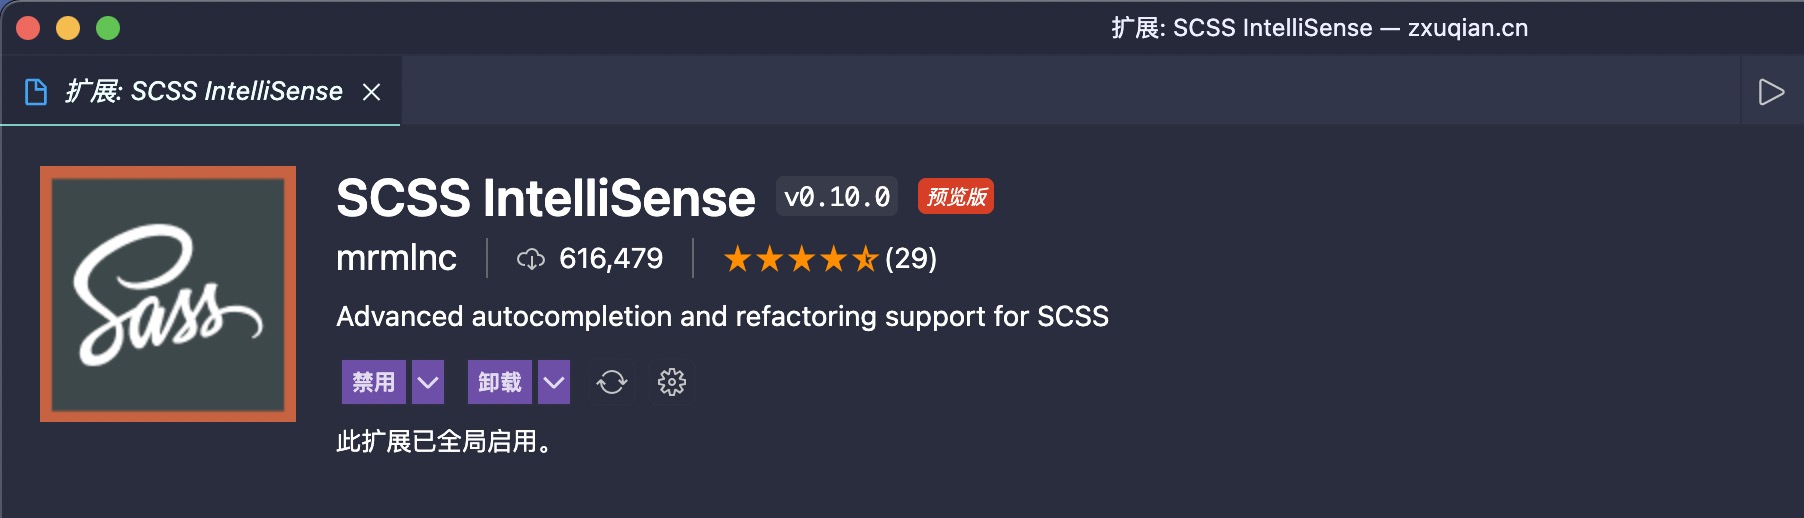 扩展: SCSS IntelliSense — zxuqian.cn
扩展: SCSS IntelliSense
Sass
SCSS IntelliSense v0.10.0 预览版
mrmlnc 616,479 (29)
Advanced autocompletion and refactoring support for SCSS
禁用 卸载
此扩展已全局启用。